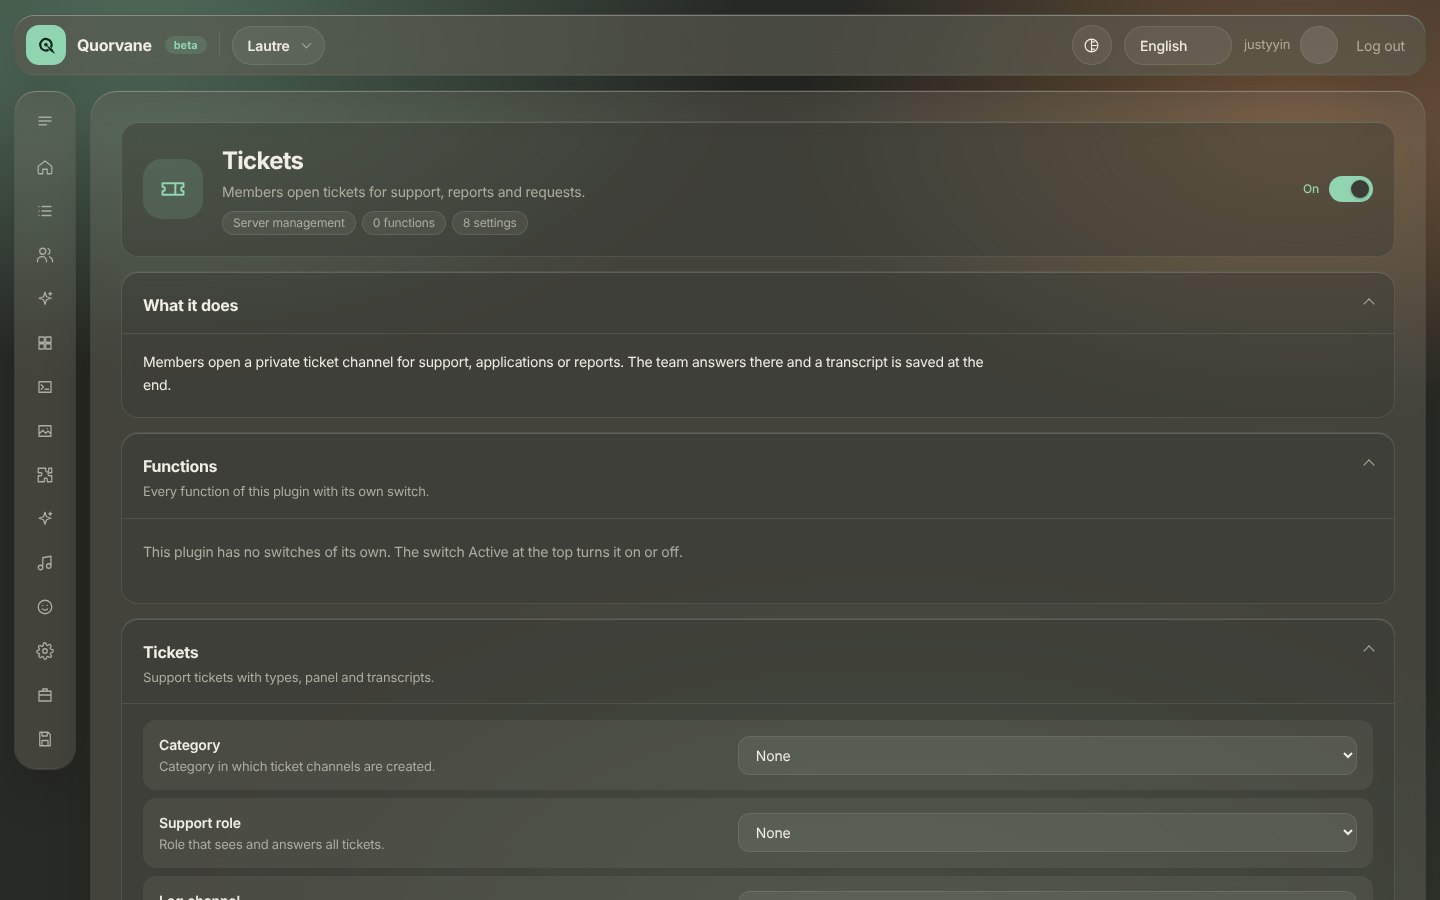 Quorvane beta Lautre English justyyin Log out
Tickets
Members open tickets for support, reports and requests.
Server management 0 functions 8 settings
On
What it does
Members open a private ticket channel for support, applications or reports. The team answers there and a transcript is saved at the
end.
Functions
Every function of this plugin with its own switch.
This plugin has no switches of its own. The switch Active at the top turns it on or off.
Tickets
Support tickets with types, panel and transcripts.
Category
Category in which ticket channels are created.
None
Support role
Role that sees and answers all tickets.
None